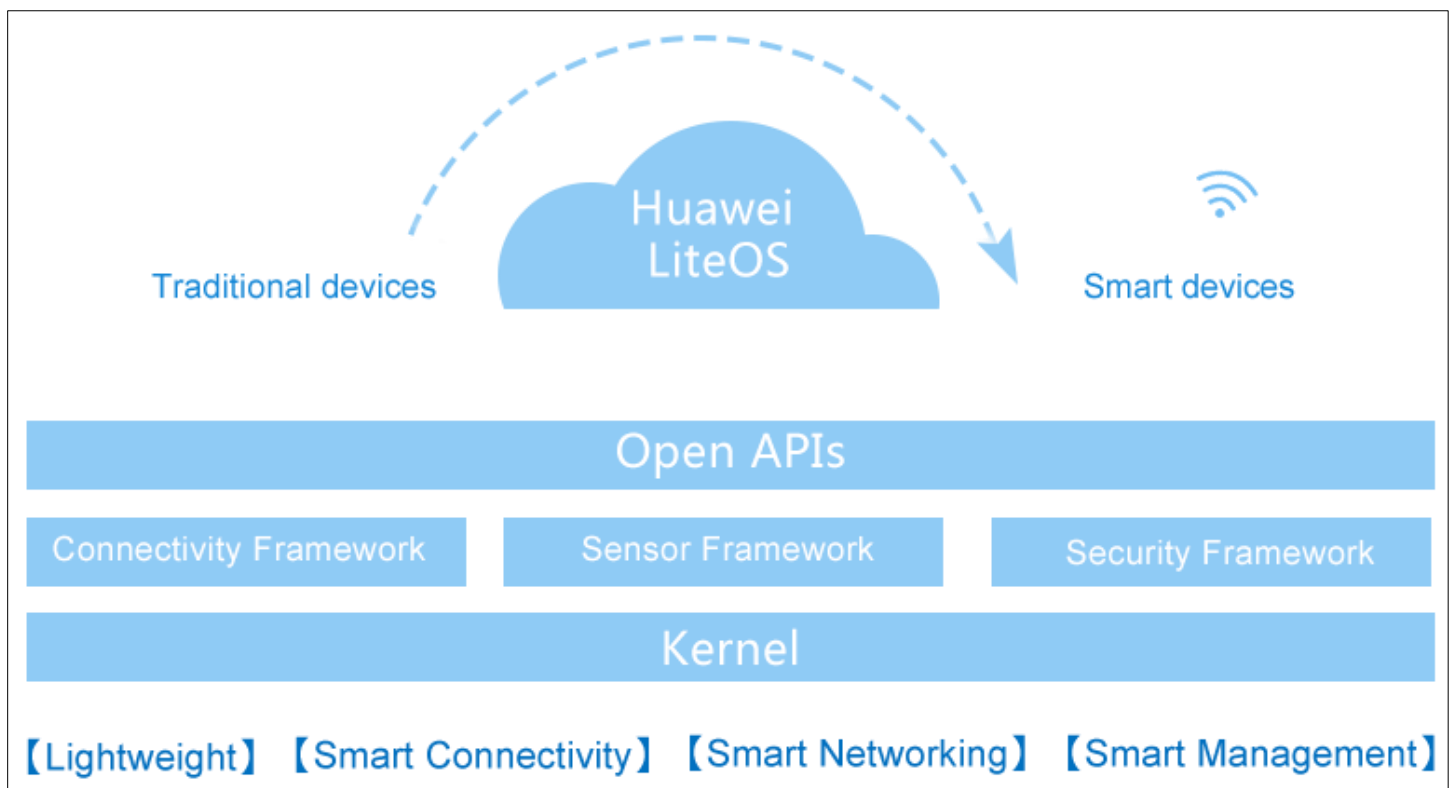 Huawei
LiteOS
Traditional devices
Smart devices
Open APIs
Connectivity Framework
Sensor Framework
Security Framework
Kernel
【Lightweight】【Smart Connectivity】【Smart Networking】【Smart Management】